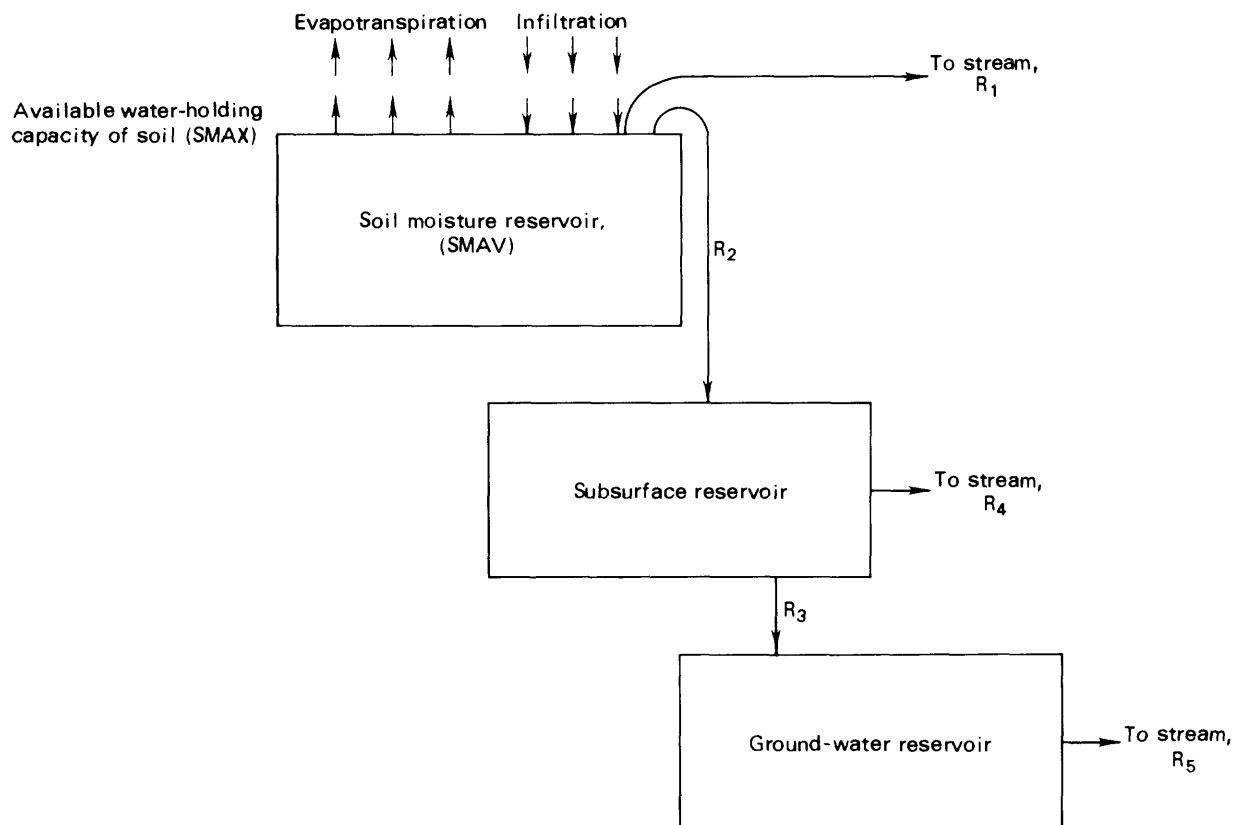 Evapotranspiration
Infiltration
To stream,
R1
Available water-holding
capacity of soil (SMAX)
Soil moisture reservoir,
(SMAV)
R2
Subsurface reservoir
To stream,
R4
R3
Ground-water reservoir
To stream,
R5